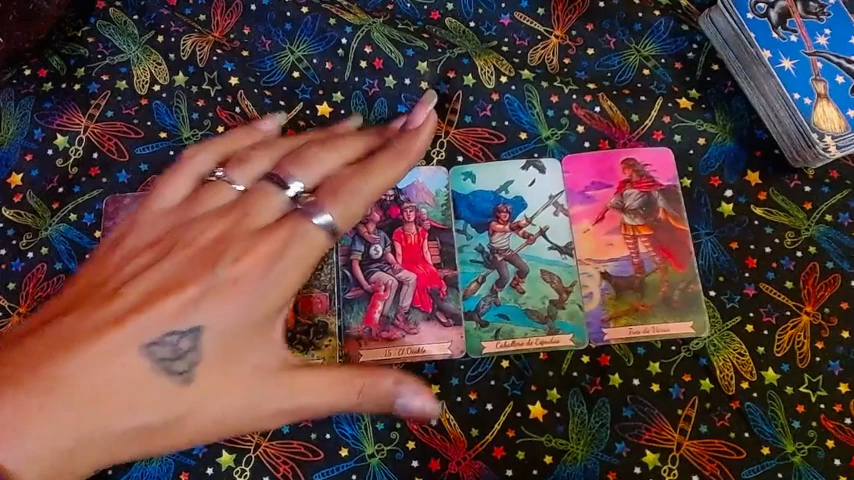 15 - El Diablo
Caballero de Espadas
Tres de Varas